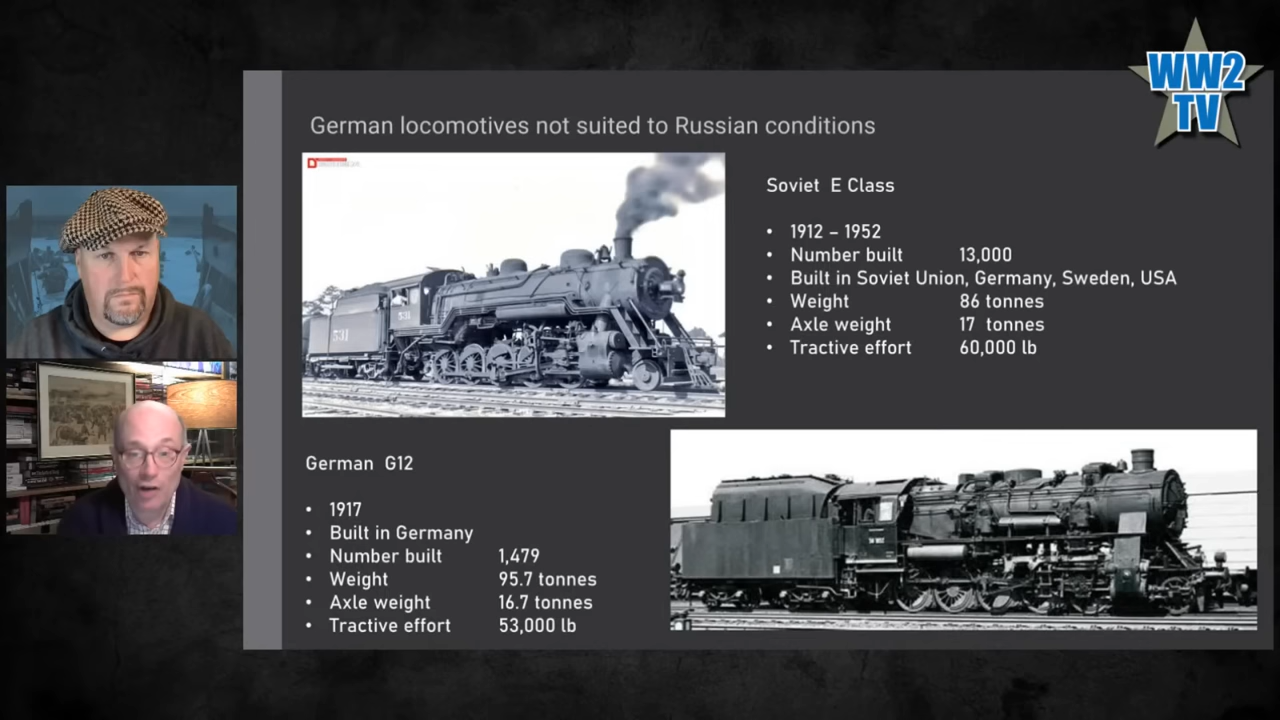 WW2
TV
German locomotives not suited to Russian conditions
Soviet E Class
• 1912 – 1952
• Number built 13,000
• Built in Soviet Union, Germany, Sweden, USA
• Weight 86 tonnes
• Axle weight 17 tonnes
• Tractive effort 60,000 lb
531
531
German G12
• 1917
• Built in Germany
• Number built 1,479
• Weight 95.7 tonnes
• Axle weight 16.7 tonnes
• Tractive effort 53,000 lb